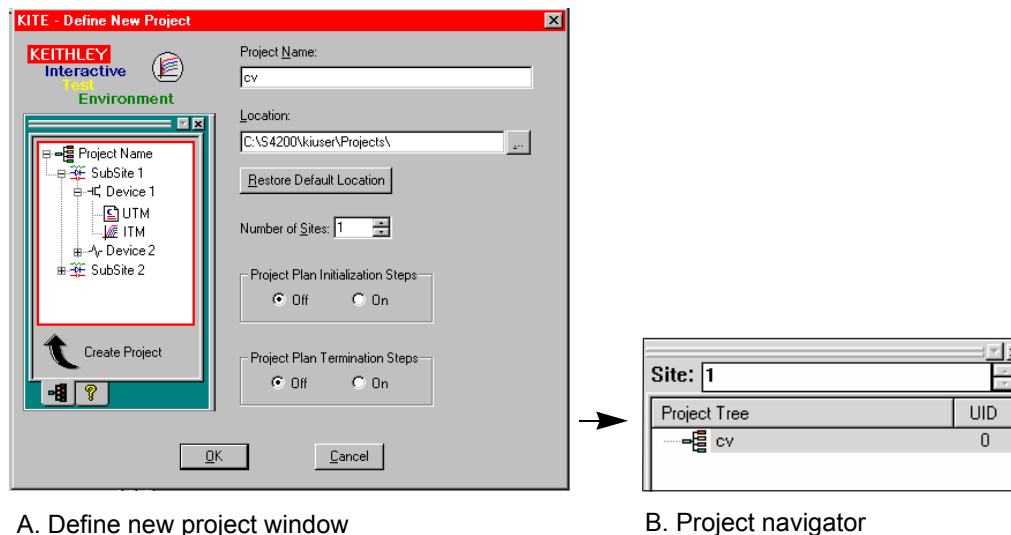 KITE - Define New Project
KEITHLEY
Interactive
Test
Environment
Project Name
SubSite 1
Device 1
UTM
ITM
Device 2
SubSite 2
Create Project
Project Name:
cv
Location:
C:\S4200\kiuser\Projects\
...
Restore Default Location
Number of Sites: 1
Project Plan Initialization Steps
Off On
Project Plan Termination Steps
Off On
OK Cancel
A. Define new project window
Site: 1
Project Tree UID
cv 0
B. Project navigator